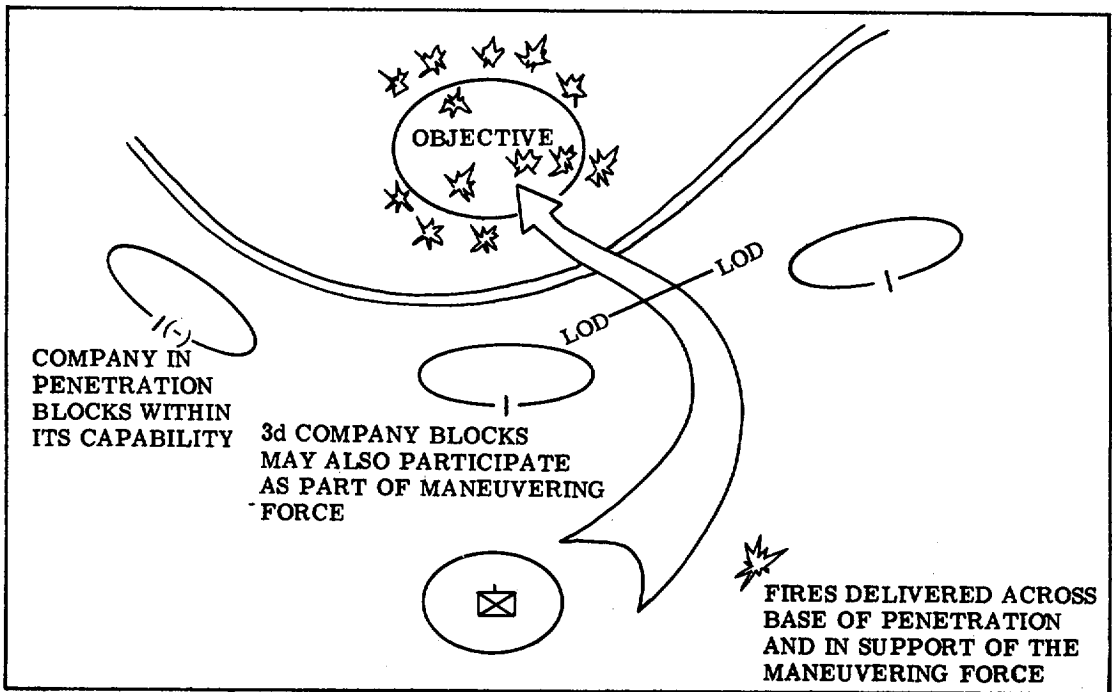 OBJECTIVE
LOD
LOD
(-)
COMPANY IN
PENETRATION
BLOCKS WITHIN
ITS CAPABILITY
3d COMPANY BLOCKS
MAY ALSO PARTICIPATE
AS PART OF MANEUVERING
FORCE
FIRES DELIVERED ACROSS
BASE OF PENETRATION
AND IN SUPPORT OF THE
MANEUVERING FORCE